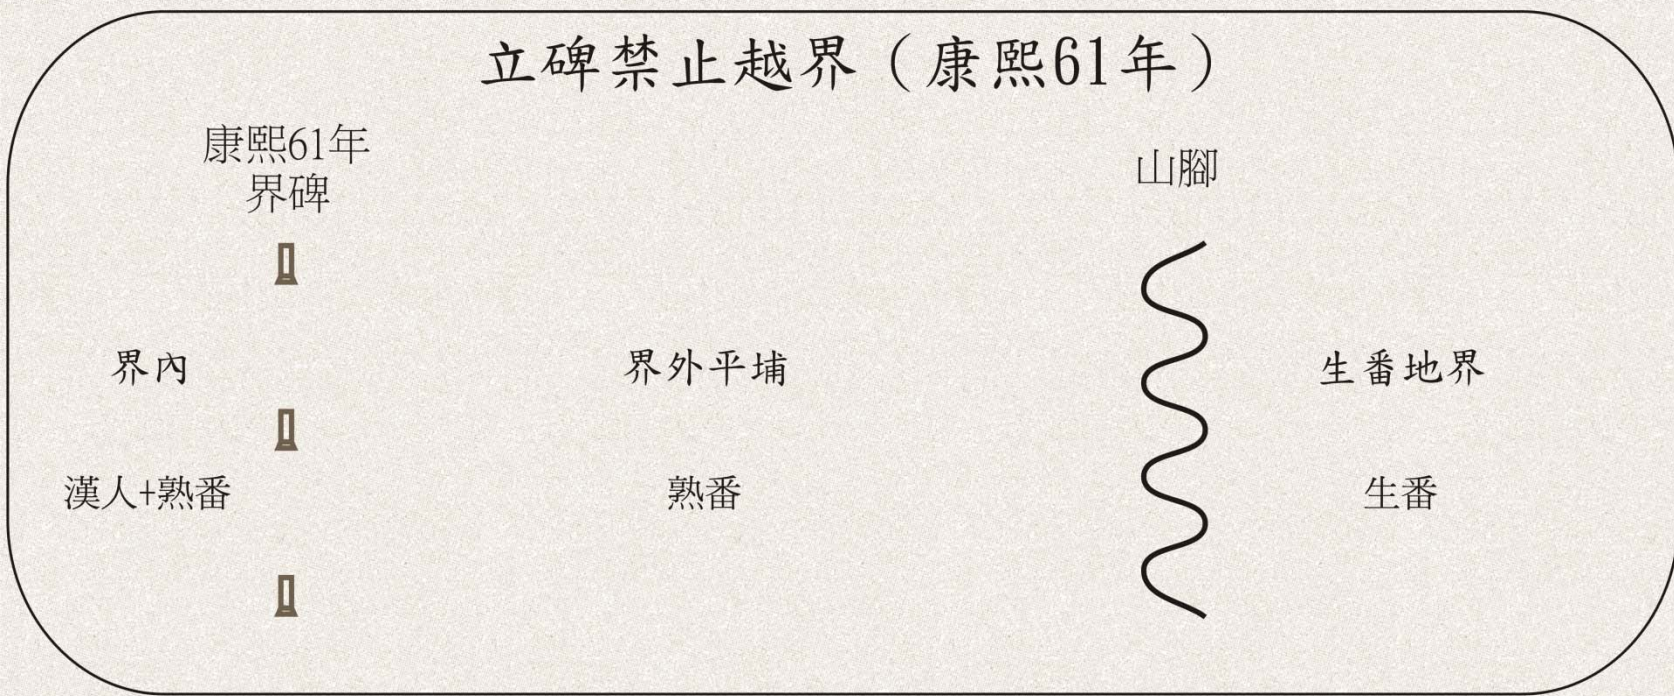 立碑禁止越界（康熙61年）
康熙61年
界碑
山腳
界內
界外平埔
生番地界
漢人+熟番
熟番
生番